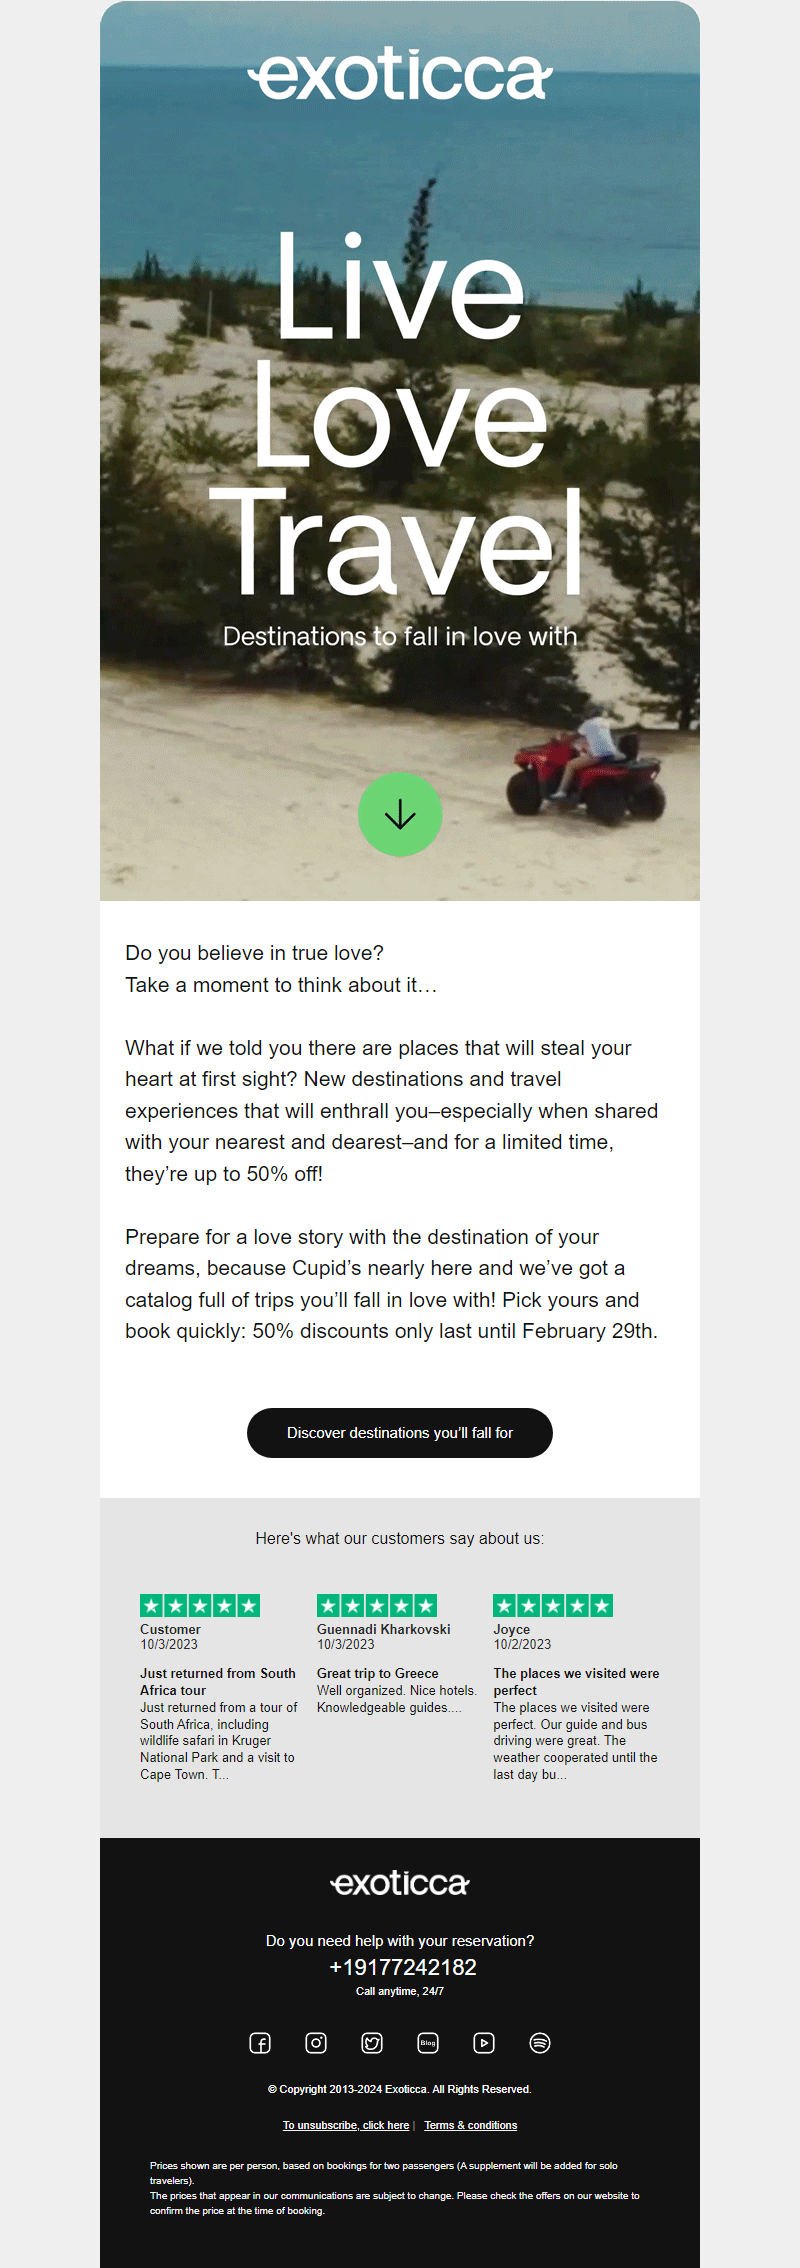 exoticca
Live
Love
Travel
Destinations to fall in love with
Do you believe in true love?
Take a moment to think about it…
What if we told you there are places that will steal your
heart at first sight? New destinations and travel
experiences that will enthrall you–especially when shared
with your nearest and dearest–and for a limited time,
they’re up to 50% off!
Prepare for a love story with the destination of your
dreams, because Cupid’s nearly here and we’ve got a
catalog full of trips you’ll fall in love with! Pick yours and
book quickly: 50% discounts only last until February 29th.
Discover destinations you’ll fall for
Here's what our customers say about us:
Customer
10/3/2023
Just returned from South
Africa tour
Just returned from a tour of
South Africa, including
wildlife safari in Kruger
National Park and a visit to
Cape Town. T...
Guennadi Kharkovski
10/3/2023
Great trip to Greece
Well organized. Nice hotels.
Knowledgeable guides....
Joyce
10/2/2023
The places we visited were
perfect
The places we visited were
perfect. Our guide and bus
driving were great. The
weather cooperated until the
last day bu...
exoticca
Do you need help with your reservation?
+19177242182
Call anytime, 24/7
Blog
© Copyright 2013-2024 Exoticca. All Rights Reserved.
To unsubscribe, click here | Terms & conditions
Prices shown are per person, based on bookings for two passengers (A supplement will be added for solo
travelers).
The prices that appear in our communications are subject to change. Please check the offers on our website to
confirm the price at the time of booking.